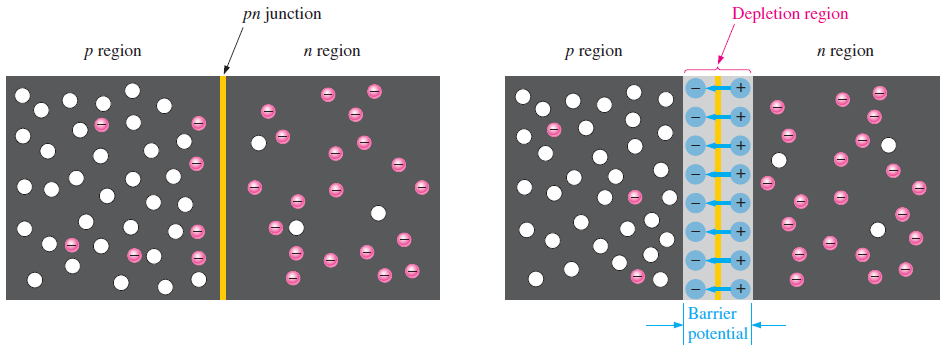 pn junction
p region
n region
Depletion region
p region
n region
Barrier
potential